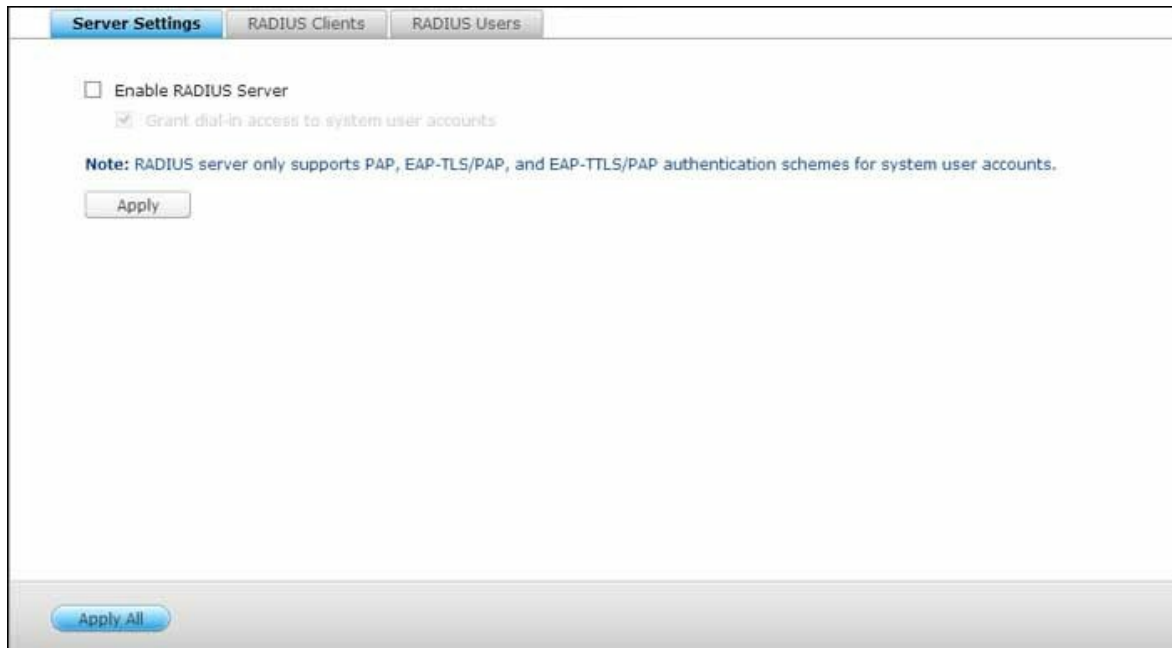 Server Settings RADIUS Clients RADIUS Users
Enable RADIUS Server
Grant dial-in access to system user accounts
Note: RADIUS server only supports PAP, EAP-TLS/PAP, and EAP-TTLS/PAP authentication schemes for system user accounts.
Apply
Apply All